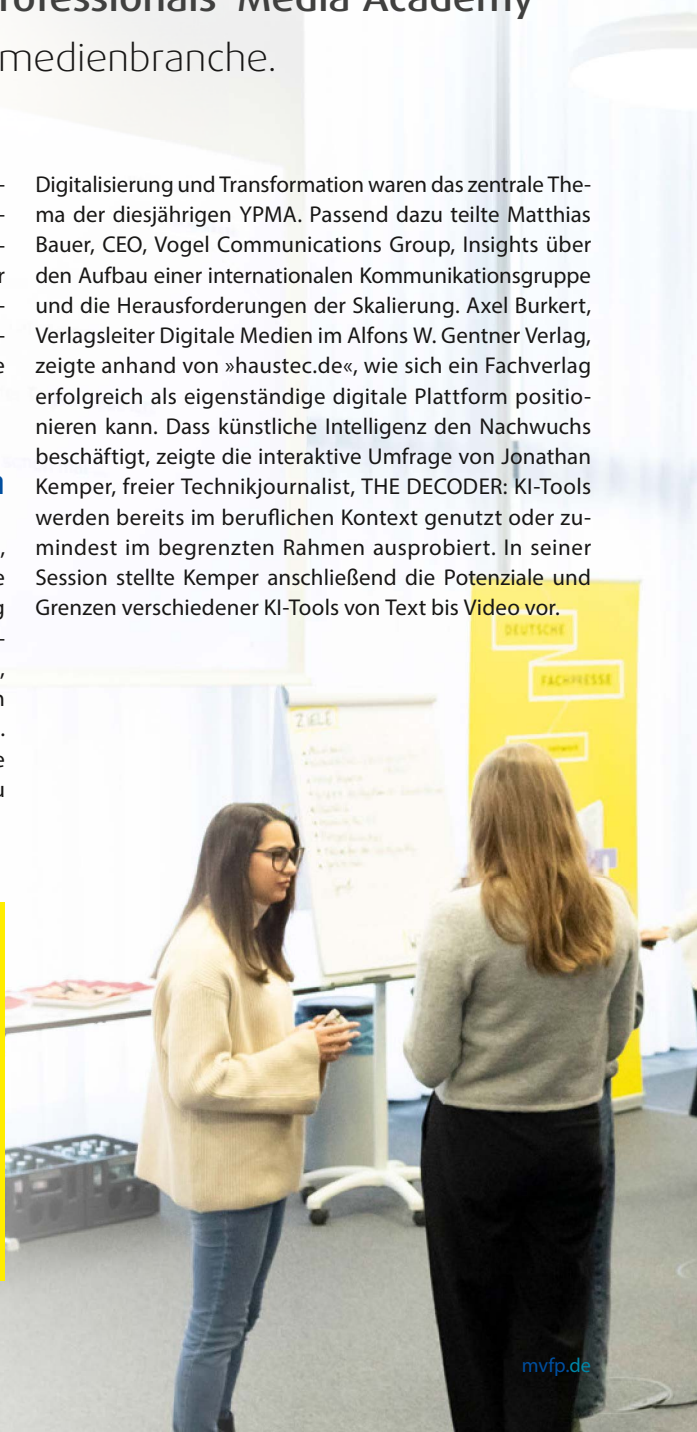 rofessionals’ Media Academy
medienbranche.
Digitalisierung und Transformation waren das zentrale The-
ma der diesjährigen YPMA. Passend dazu teilte Matthias
Bauer, CEO, Vogel Communications Group, Insights über
den Aufbau einer internationalen Kommunikationsgruppe
und die Herausforderungen der Skalierung. Axel Burkert,
Verlagsleiter Digitale Medien im Alfons W. Gentner Verlag,
zeigte anhand von »haustec.de«, wie sich ein Fachverlag
erfolgreich als eigenständige digitale Plattform positio-
nieren kann. Dass künstliche Intelligenz den Nachwuchs
beschäftigt, zeigte die interaktive Umfrage von Jonathan
Kemper, freier Technikjournalist, THE DECODER: KI-Tools
werden bereits im beruflichen Kontext genutzt oder zu-
mindest im begrenzten Rahmen ausprobiert. In seiner
Session stellte Kemper anschließend die Potenziale und
Grenzen verschiedener KI-Tools von Text bis Video vor.
DEUTSCHE
FACHPRESSE
ZIELE
mvfp.de